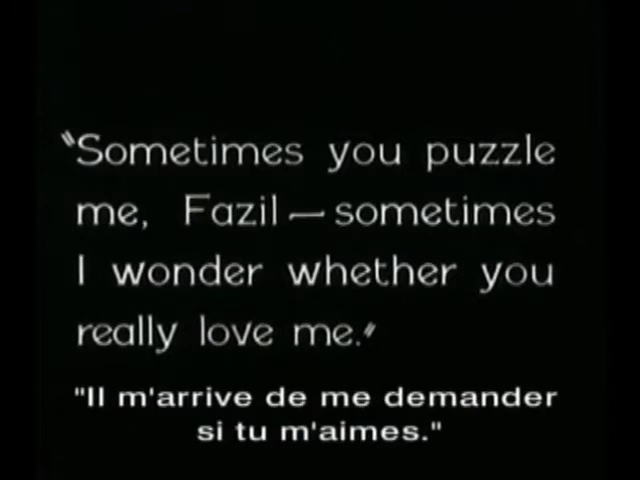 "Sometimes you puzzle
me, Fazil — sometimes
I wonder whether you
really love me."
"Il m'arrive de me demander
si tu m'aimes."